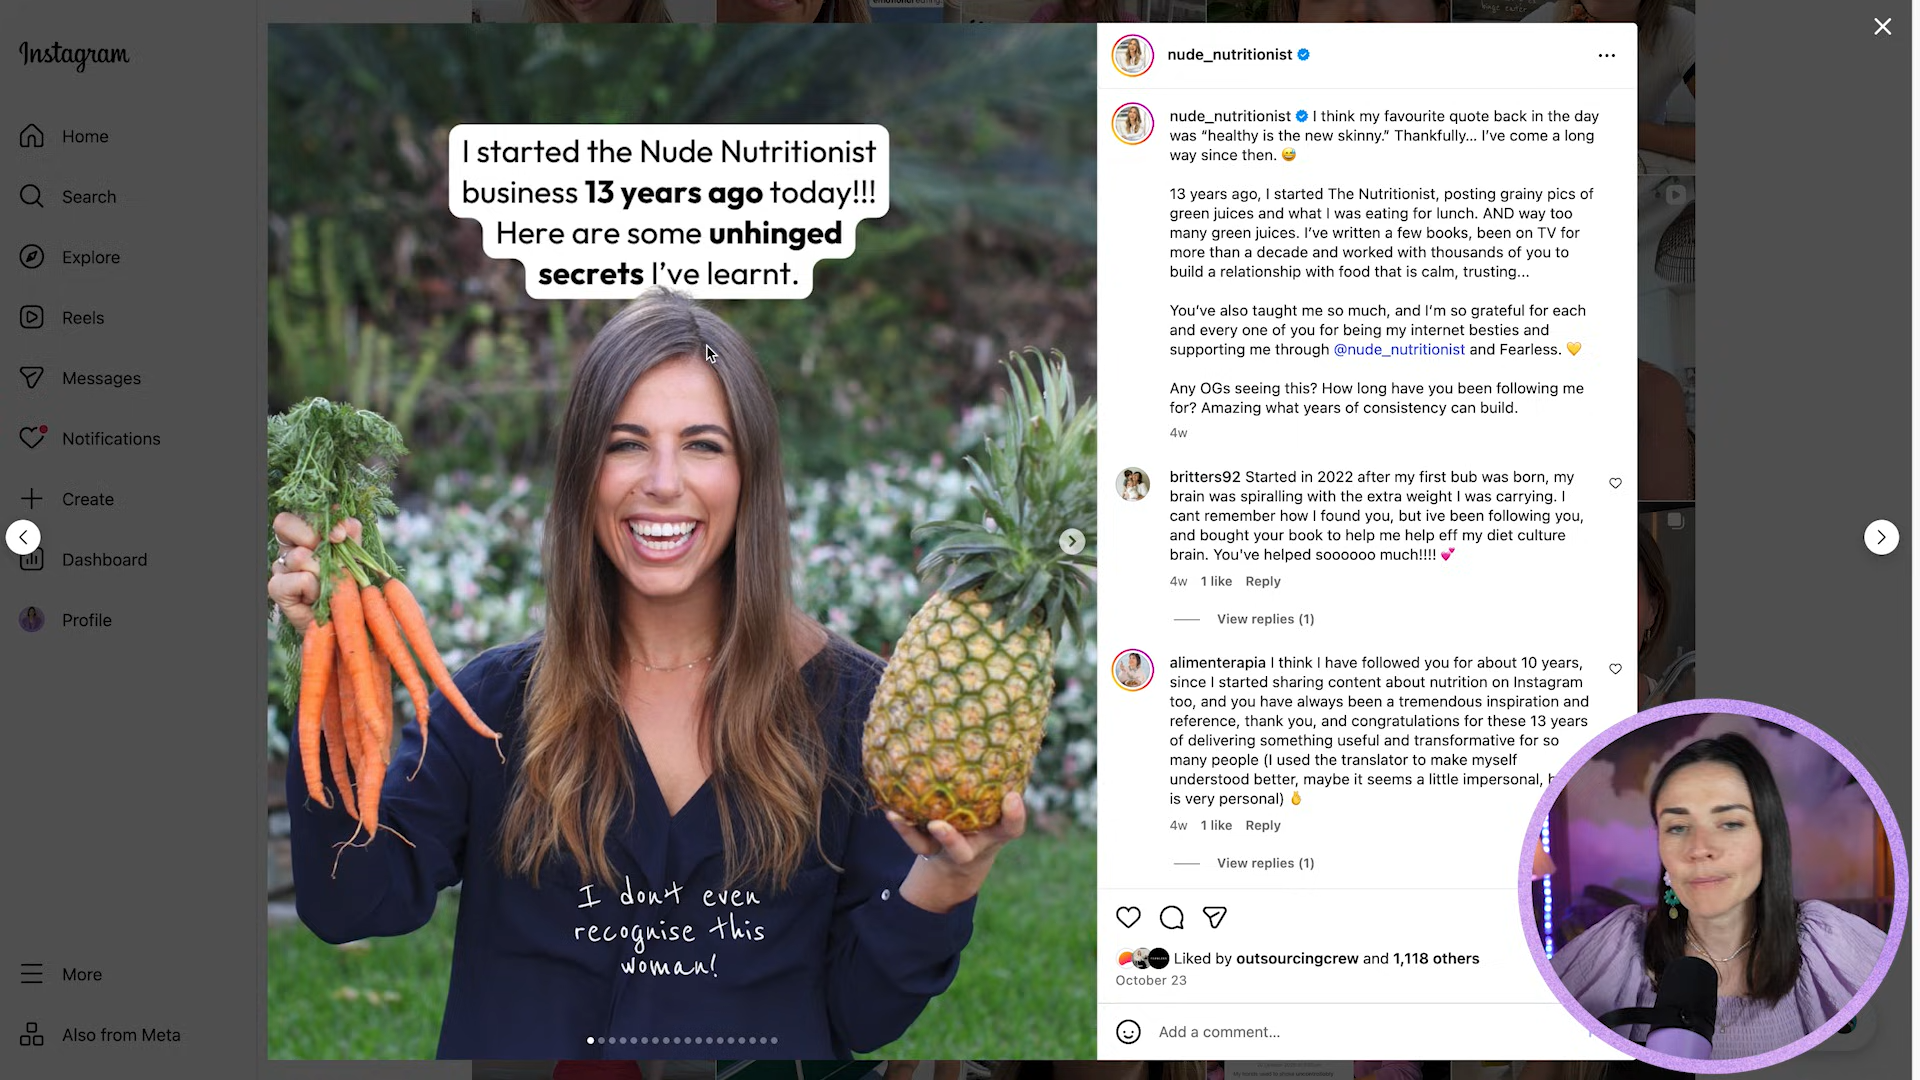 Instagram
Home
Search
Explore
Reels
Messages
Notifications
Create
Dashboard
Profile
More
Also from Meta
I started the Nude Nutritionist
business 13 years ago today!!!
Here are some unhinged
secrets I've learnt.
I don't even
recognise this
woman!
nude_nutritionist
nude_nutritionist I think my favourite quote back in the day
was “healthy is the new skinny.” Thankfully... I've come a long
way since then. 😅
13 years ago, I started The Nutritionist, posting grainy pics of
green juices and what I was eating for lunch. AND way too
many green juices. I've written a few books, been on TV for
more than a decade and worked with thousands of you to
build a relationship with food that is calm, trusting...
You've also taught me so much, and I'm so grateful for each
and every one of you for being my internet besties and
supporting me through @nude_nutritionist and Fearless. 💛
Any OGs seeing this? How long have you been following me
for? Amazing what years of consistency can build.
4w
britters92 Started in 2022 after my first bub was born, my
brain was spiralling with the extra weight I was carrying. I
cant remember how I found you, but ive been following you,
and bought your book to help me help eff my diet culture
brain. You've helped soooooo much!!!! 💕
4w 1 like Reply
View replies (1)
alimenterapia I think I have followed you for about 10 years,
since I started sharing content about nutrition on Instagram
too, and you have always been a tremendous inspiration and
reference, thank you, and congratulations for these 13 years
of delivering something useful and transformative for so
many people (I used the translator to make myself
understood better, maybe it seems a little impersonal,
is very personal)
4w 1 like Reply
View replies (1)
Liked by outsourcingcrew and 1,118 others
October 23
Add a comment...